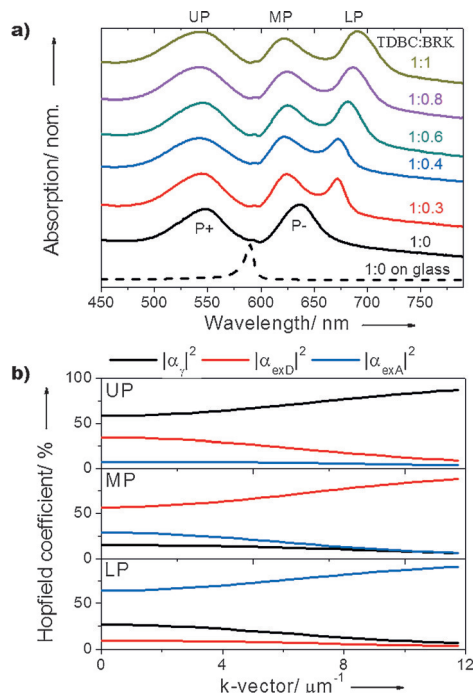 a)
UP MP LP
TDBC:BRK
1:1
1:0.8
1:0.6
1:0.4
1:0.3
P+ P- 1:0
1:0 on glass
Absorption/ nom.
450 500 550 600 650 700 750
Wavelength/ nm
|αγ|² |αexD|² |αexA|²
b)
100
UP
50
0
MP
50
0
LP
50
0
Hopfield coefficient/ %
0 4 8 12
k-vector/ μm⁻¹